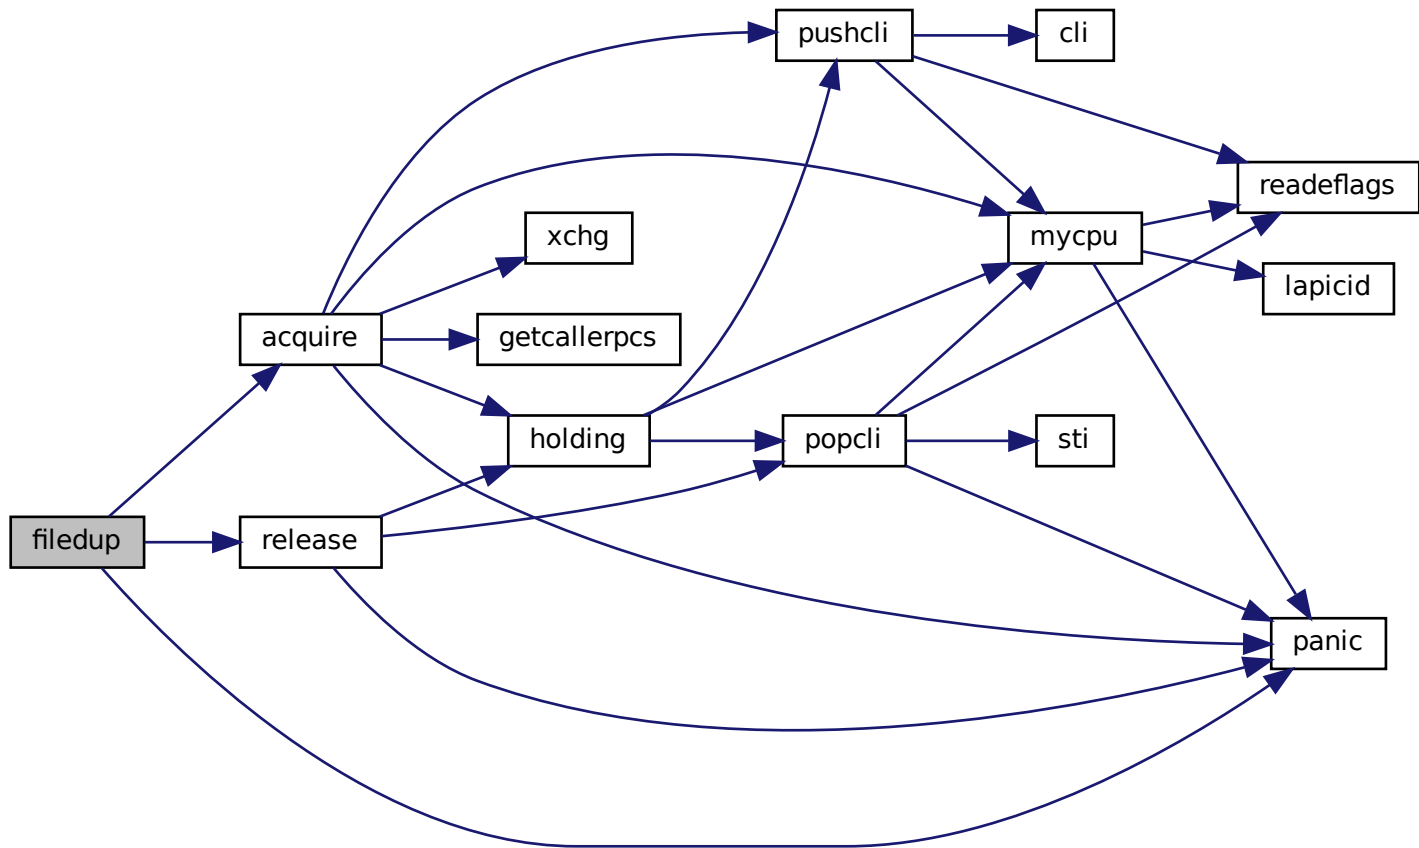 pushcli
cli
readeflags
xchg
mycpu
lapicid
acquire
getcallerpcs
holding
popcli
sti
filedup
release
panic